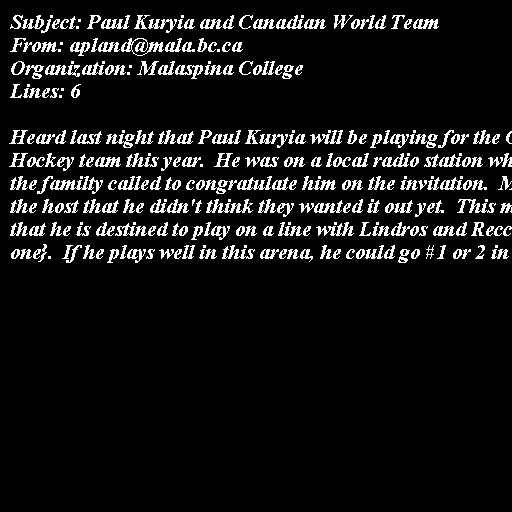 Subject: Paul Kuryia and Canadian World Team
From: apland@mala.bc.ca
Organization: Malaspina College
Lines: 6

Heard last night that Paul Kuryia will be playing for the
Hockey team this year.  He was on a local radio station
the familty called to congratulate him on the invitation.
the host that he didn't think they wanted it out yet.  This
that he is destined to play on a line with Lindros and
one}.  If he plays well in this arena, he could go #1 or 2 in